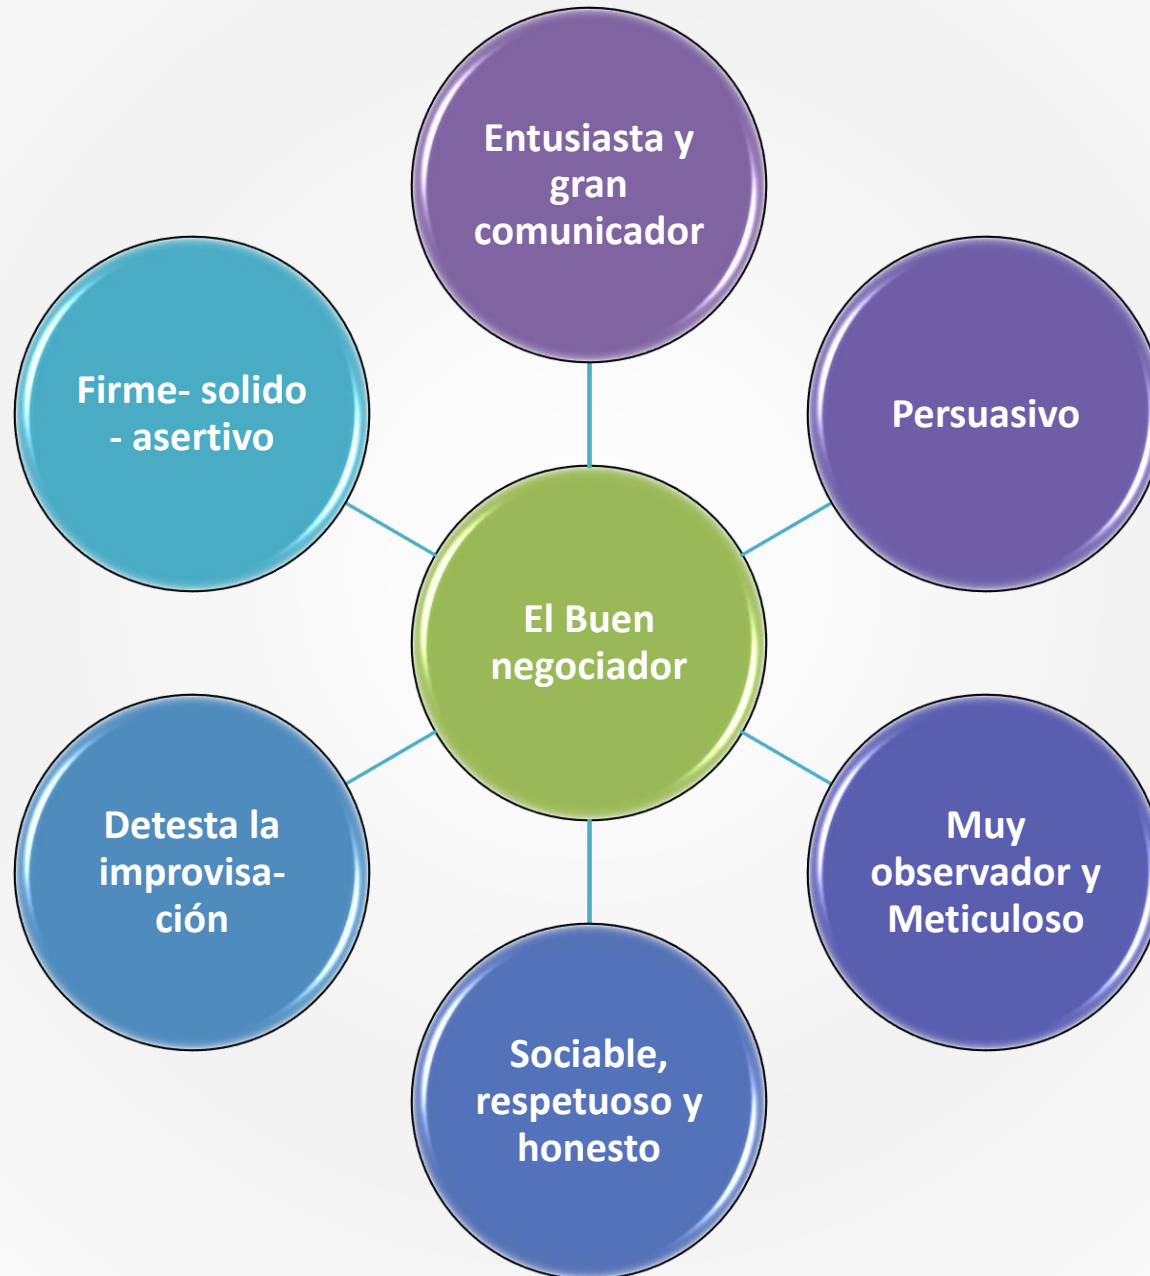 Entusiasta y
gran
comunicador
Persuasivo
Muy
observador y
Meticuloso
Sociable,
respetuoso y
honesto
Detesta la
improvisa-
ción
Firme- solido
- asertivo
El Buen
negociador